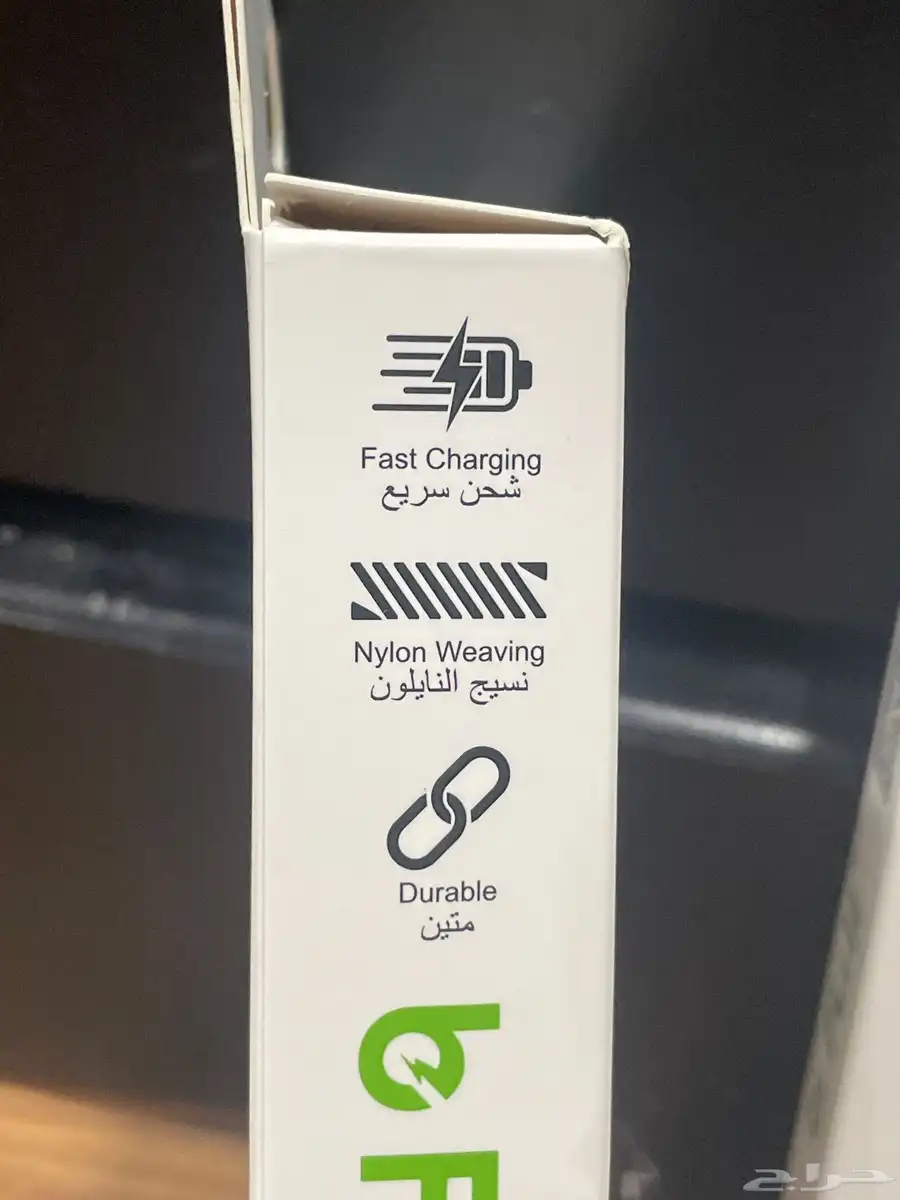 Fast Charging
شحن سريع
Nylon Weaving
نسيج النايلون
Durable
متين
حراج